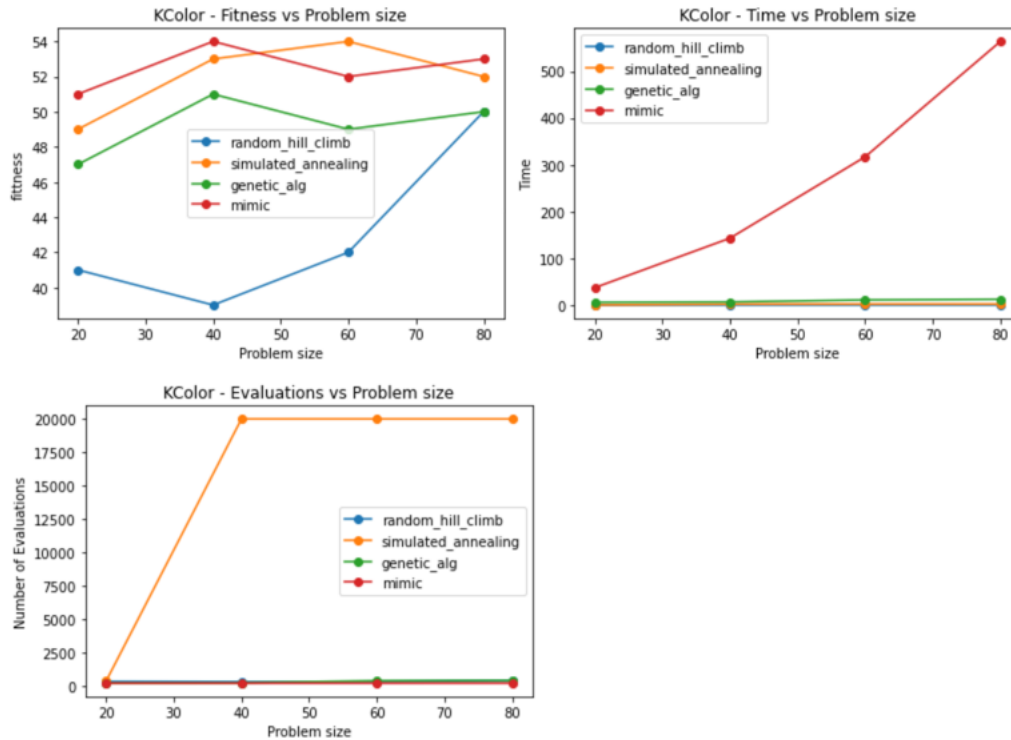 KColor - Fitness vs Problem size
fittness
54
52
50
48
46
44
42
40
random_hill_climb
simulated_annealing
genetic_alg
mimic
20 30 40 50 60 70 80
Problem size
KColor - Time vs Problem size
Time
500
400
300
200
100
0
random_hill_climb
simulated_annealing
genetic_alg
mimic
20 30 40 50 60 70 80
Problem size
KColor - Evaluations vs Problem size
Number of Evaluations
20000
17500
15000
12500
10000
7500
5000
2500
0
random_hill_climb
simulated_annealing
genetic_alg
mimic
20 30 40 50 60 70 80
Problem size